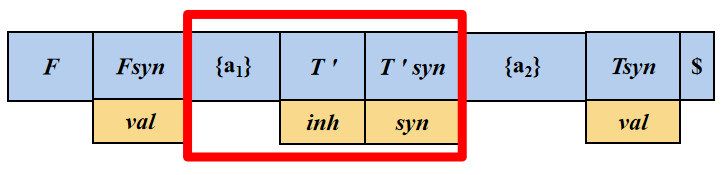 F Fsyn {a₁} T ' T ' syn {a₂} Tsyn $
val inh syn val